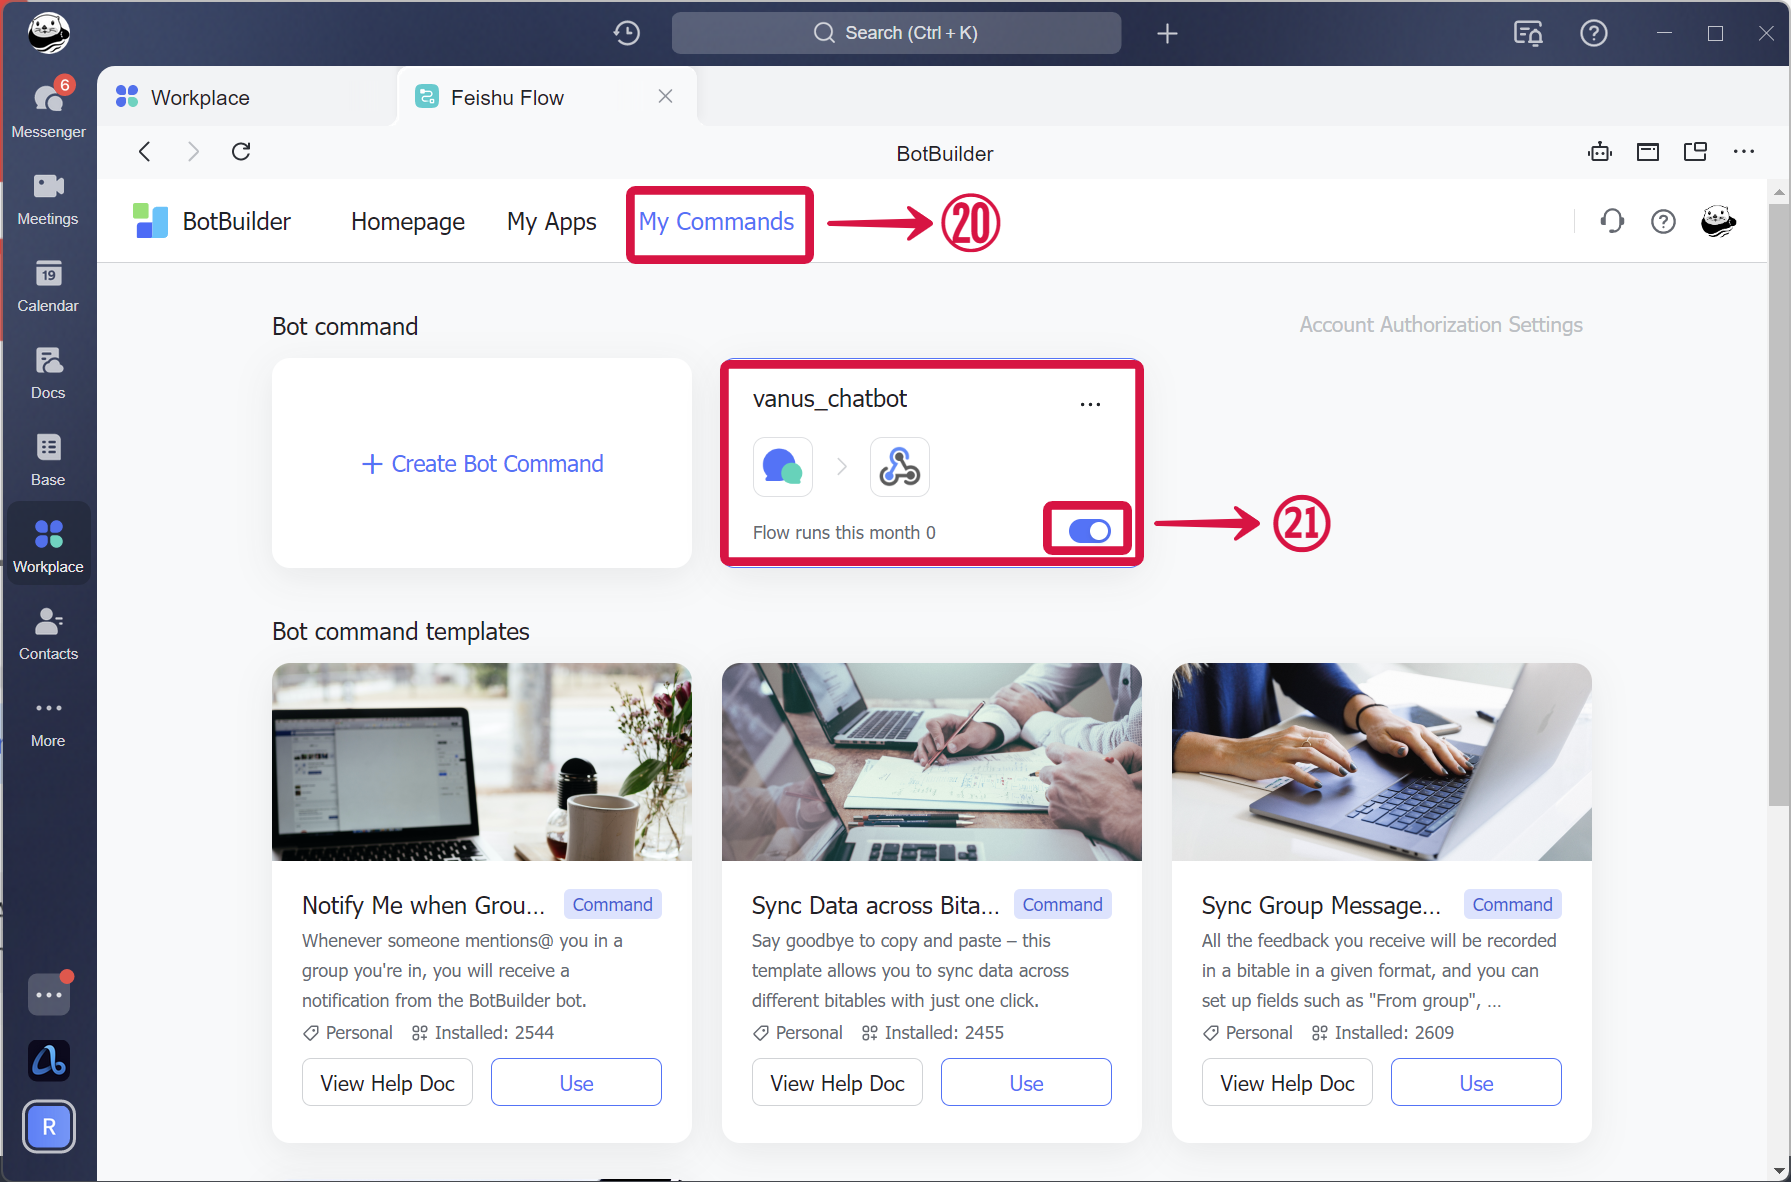 Search (Ctrl + K)
6
Messenger
Meetings
19
Calendar
Docs
Base
Workplace
Contacts
More
R
Workplace
Feishu Flow
BotBuilder
BotBuilder
Homepage
My Apps
My Commands
⑳
Bot command
Account Authorization Settings
+ Create Bot Command
vanus_chatbot
...
Flow runs this month 0
㉑
Bot command templates
Notify Me when Grou...
Command
Whenever someone mentions@ you in a
group you're in, you will receive a
notification from the BotBuilder bot.
Personal
Installed: 2544
View Help Doc
Use
Sync Data across Bita...
Command
Say goodbye to copy and paste – this
template allows you to sync data across
different bitables with just one click.
Personal
Installed: 2455
View Help Doc
Use
Sync Group Message...
Command
All the feedback you receive will be recorded
in a bitable in a given format, and you can
set up fields such as "From group", ...
Personal
Installed: 2609
View Help Doc
Use